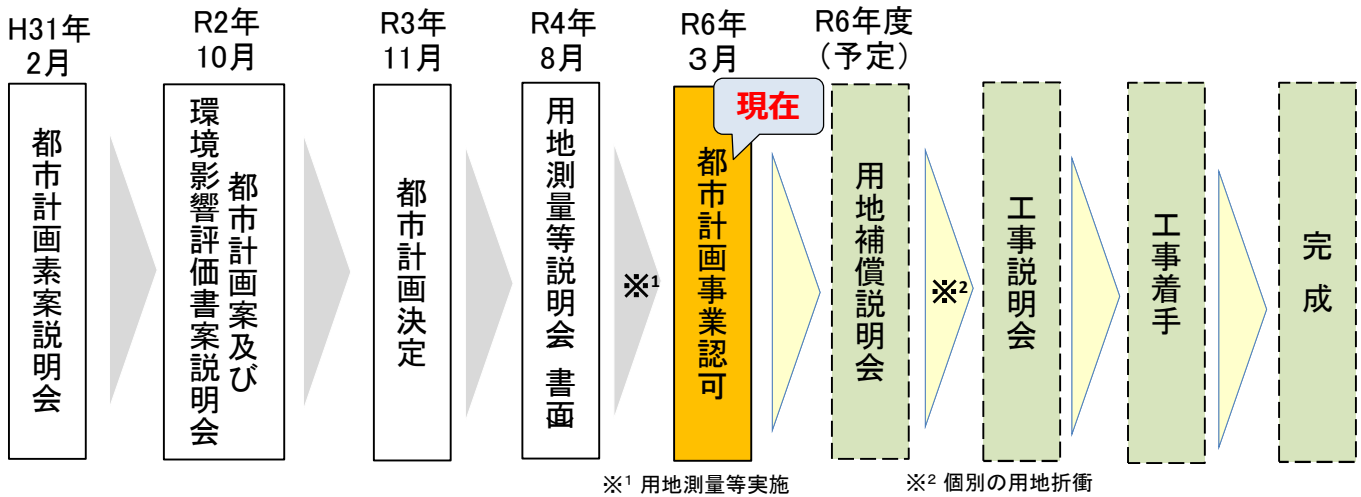 H31年
2月
都市計画素案説明会
R2年
10月
都市計画案及び
環境影響評価書案説明会
R3年
11月
都市計画決定
R4年
8月
用地測量等説明会 書面
※1
R6年
３月
現在
都市計画事業認可
R6年度
（予定）
用地補償説明会
※2
工事説明会
工事着手
完成
※1 用地測量等実施
※2 個別の用地折衝